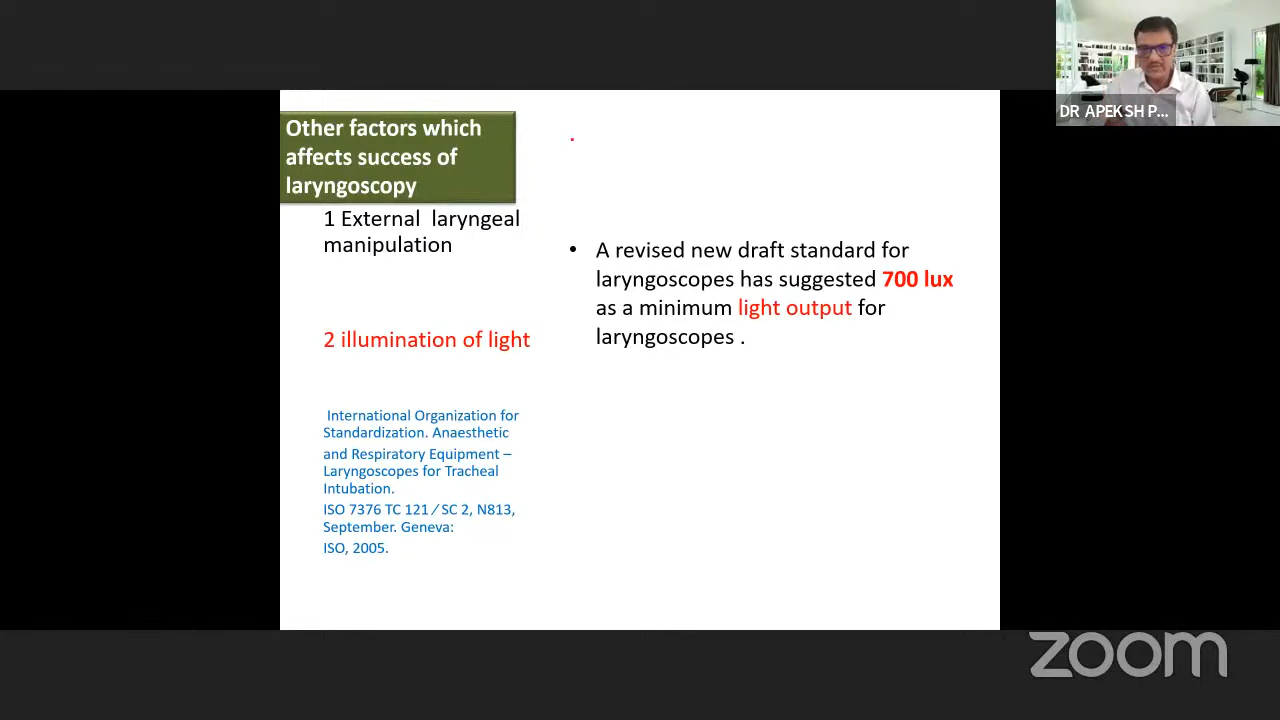 DR APEKSH P...
Other factors which
affects success of
laryngoscopy
1 External laryngeal
manipulation
2 illumination of light
International Organization for
Standardization. Anaesthetic
and Respiratory Equipment –
Laryngoscopes for Tracheal
Intubation.
ISO 7376 TC 121 ⁄ SC 2, N813,
September. Geneva:
ISO, 2005.
.
• A revised new draft standard for
laryngoscopes has suggested 700 lux
as a minimum light output for
laryngoscopes .
zoom